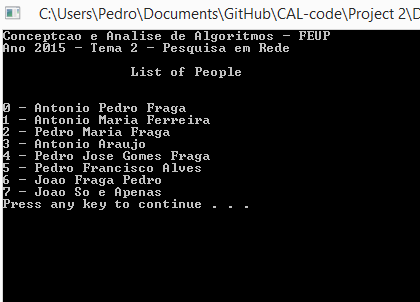 C:\Users\Pedro\Documents\GitHub\CAL-code\Project 2\D
Conceptcao e Analise de Algoritmos - FEUP
Ano 2015 - Tema 2 - Pesquisa em Rede
List of People
0 - Antonio Pedro Fraga
1 - Antonio Maria Ferreira
2 - Pedro Maria Fraga
3 - Antonio Araujo
4 - Pedro Jose Gomes Fraga
5 - Pedro Francisco Alves
6 - Joao Fraga Pedro
7 - Joao So e Apenas
Press any key to continue . . .